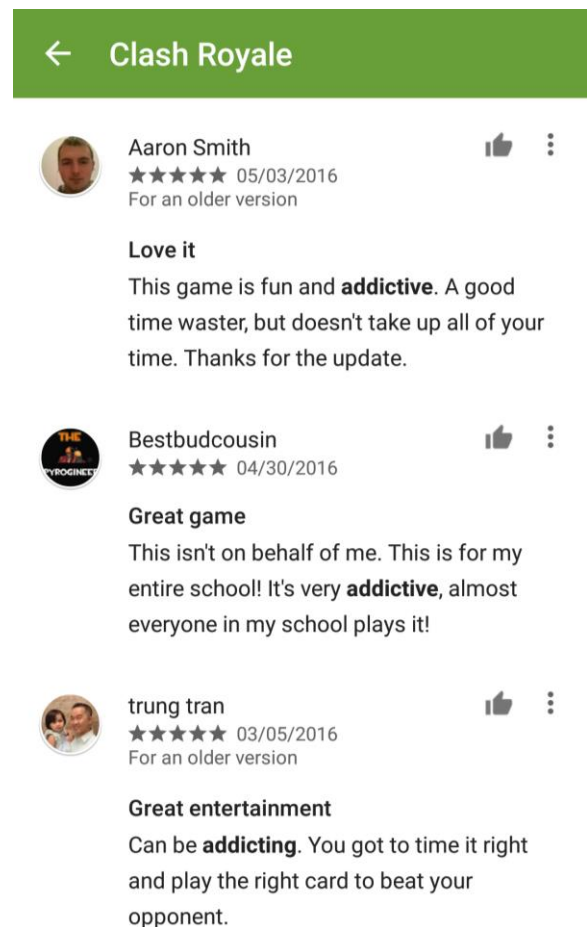 Clash Royale
Aaron Smith
★★★★★ 05/03/2016
For an older version
Love it
This game is fun and addictive. A good
time waster, but doesn't take up all of your
time. Thanks for the update.
THE
PYROGINEER
Bestbudcousin
★★★★★ 04/30/2016
Great game
This isn't on behalf of me. This is for my
entire school! It's very addictive, almost
everyone in my school plays it!
trung tran
★★★★★ 03/05/2016
For an older version
Great entertainment
Can be addicting. You got to time it right
and play the right card to beat your
opponent.